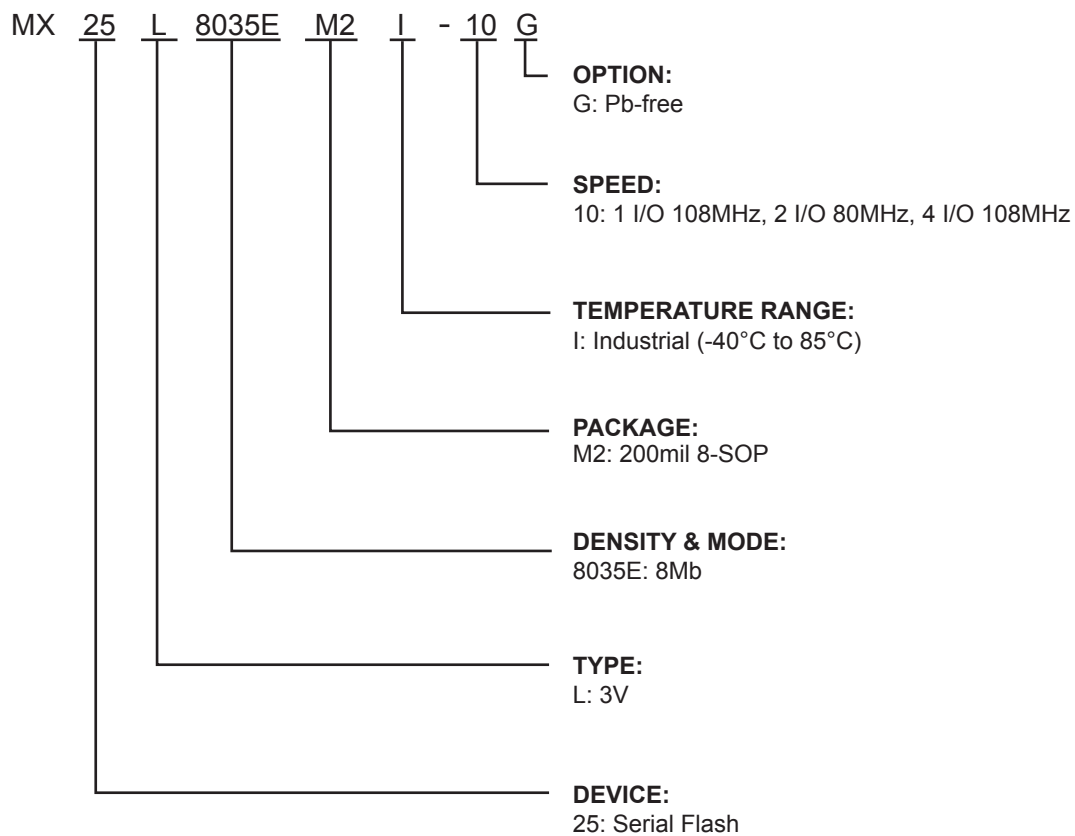 MX 25 L 8035E M2 I - 10 G
OPTION:
G: Pb-free
SPEED:
10: 1 I/O 108MHz, 2 I/O 80MHz, 4 I/O 108MHz
TEMPERATURE RANGE:
I: Industrial (-40°C to 85°C)
PACKAGE:
M2: 200mil 8-SOP
DENSITY & MODE:
8035E: 8Mb
TYPE:
L: 3V
DEVICE:
25: Serial Flash